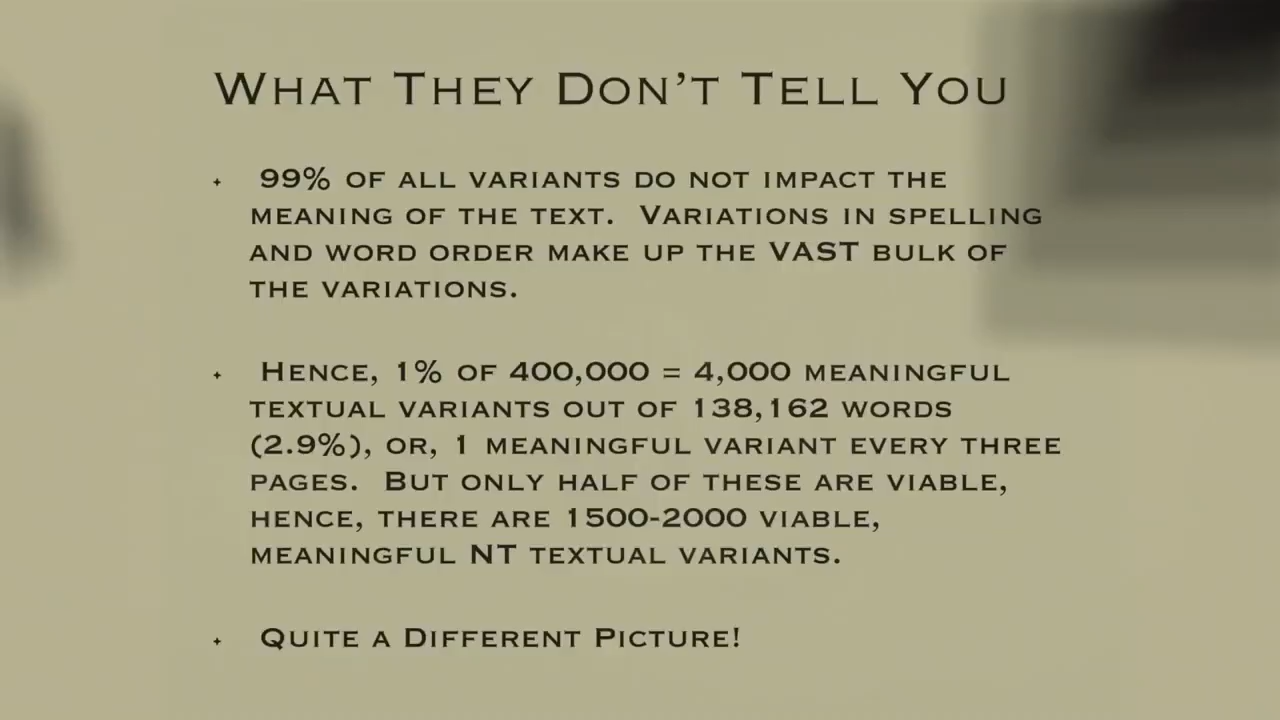 What They Don't Tell You
99% of all variants do not impact the
meaning of the text. Variations in spelling
and word order make up the VAST bulk of
the variations.
Hence, 1% of 400,000 = 4,000 meaningful
textual variants out of 138,162 words
(2.9%), or, 1 meaningful variant every three
pages. But only half of these are viable,
hence, there are 1500-2000 viable,
meaningful NT textual variants.
Quite a Different Picture!